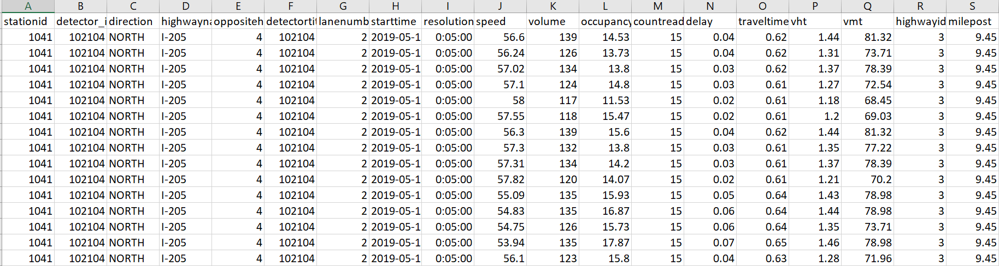 A B C D E F G H I J K L M N O P Q R S
stationid detector_i direction highwayna oppositeh detectortit lanenumb starttime resolution speed volume occupancy countread delay traveltime vht vmt highwayid milepost
1041 102104 NORTH I-205 4 102104 2 2019-05-1 0:05:00 56.6 139 14.53 15 0.04 0.62 1.44 81.32 3 9.45
1041 102104 NORTH I-205 4 102104 2 2019-05-1 0:05:00 56.24 126 13.73 15 0.04 0.62 1.31 73.71 3 9.45
1041 102104 NORTH I-205 4 102104 2 2019-05-1 0:05:00 57.02 134 13.8 15 0.03 0.62 1.37 78.39 3 9.45
1041 102104 NORTH I-205 4 102104 2 2019-05-1 0:05:00 57.1 124 14.8 15 0.03 0.61 1.27 72.54 3 9.45
1041 102104 NORTH I-205 4 102104 2 2019-05-1 0:05:00 58 117 11.53 15 0.02 0.61 1.18 68.45 3 9.45
1041 102104 NORTH I-205 4 102104 2 2019-05-1 0:05:00 57.55 118 15.47 15 0.02 0.61 1.2 69.03 3 9.45
1041 102104 NORTH I-205 4 102104 2 2019-05-1 0:05:00 56.3 139 15.6 15 0.04 0.62 1.44 81.32 3 9.45
1041 102104 NORTH I-205 4 102104 2 2019-05-1 0:05:00 57.3 132 13.8 15 0.03 0.61 1.35 77.22 3 9.45
1041 102104 NORTH I-205 4 102104 2 2019-05-1 0:05:00 57.31 134 14.2 15 0.03 0.61 1.37 78.39 3 9.45
1041 102104 NORTH I-205 4 102104 2 2019-05-1 0:05:00 57.82 120 14.07 15 0.02 0.61 1.21 70.2 3 9.45
1041 102104 NORTH I-205 4 102104 2 2019-05-1 0:05:00 55.09 135 15.93 15 0.05 0.64 1.43 78.98 3 9.45
1041 102104 NORTH I-205 4 102104 2 2019-05-1 0:05:00 54.83 135 16.87 15 0.06 0.64 1.44 78.98 3 9.45
1041 102104 NORTH I-205 4 102104 2 2019-05-1 0:05:00 54.75 126 15.73 15 0.06 0.64 1.35 73.71 3 9.45
1041 102104 NORTH I-205 4 102104 2 2019-05-1 0:05:00 53.94 135 17.87 15 0.07 0.65 1.46 78.98 3 9.45
1041 102104 NORTH I-205 4 102104 2 2019-05-1 0:05:00 56.1 123 15.8 15 0.04 0.63 1.28 71.96 3 9.45